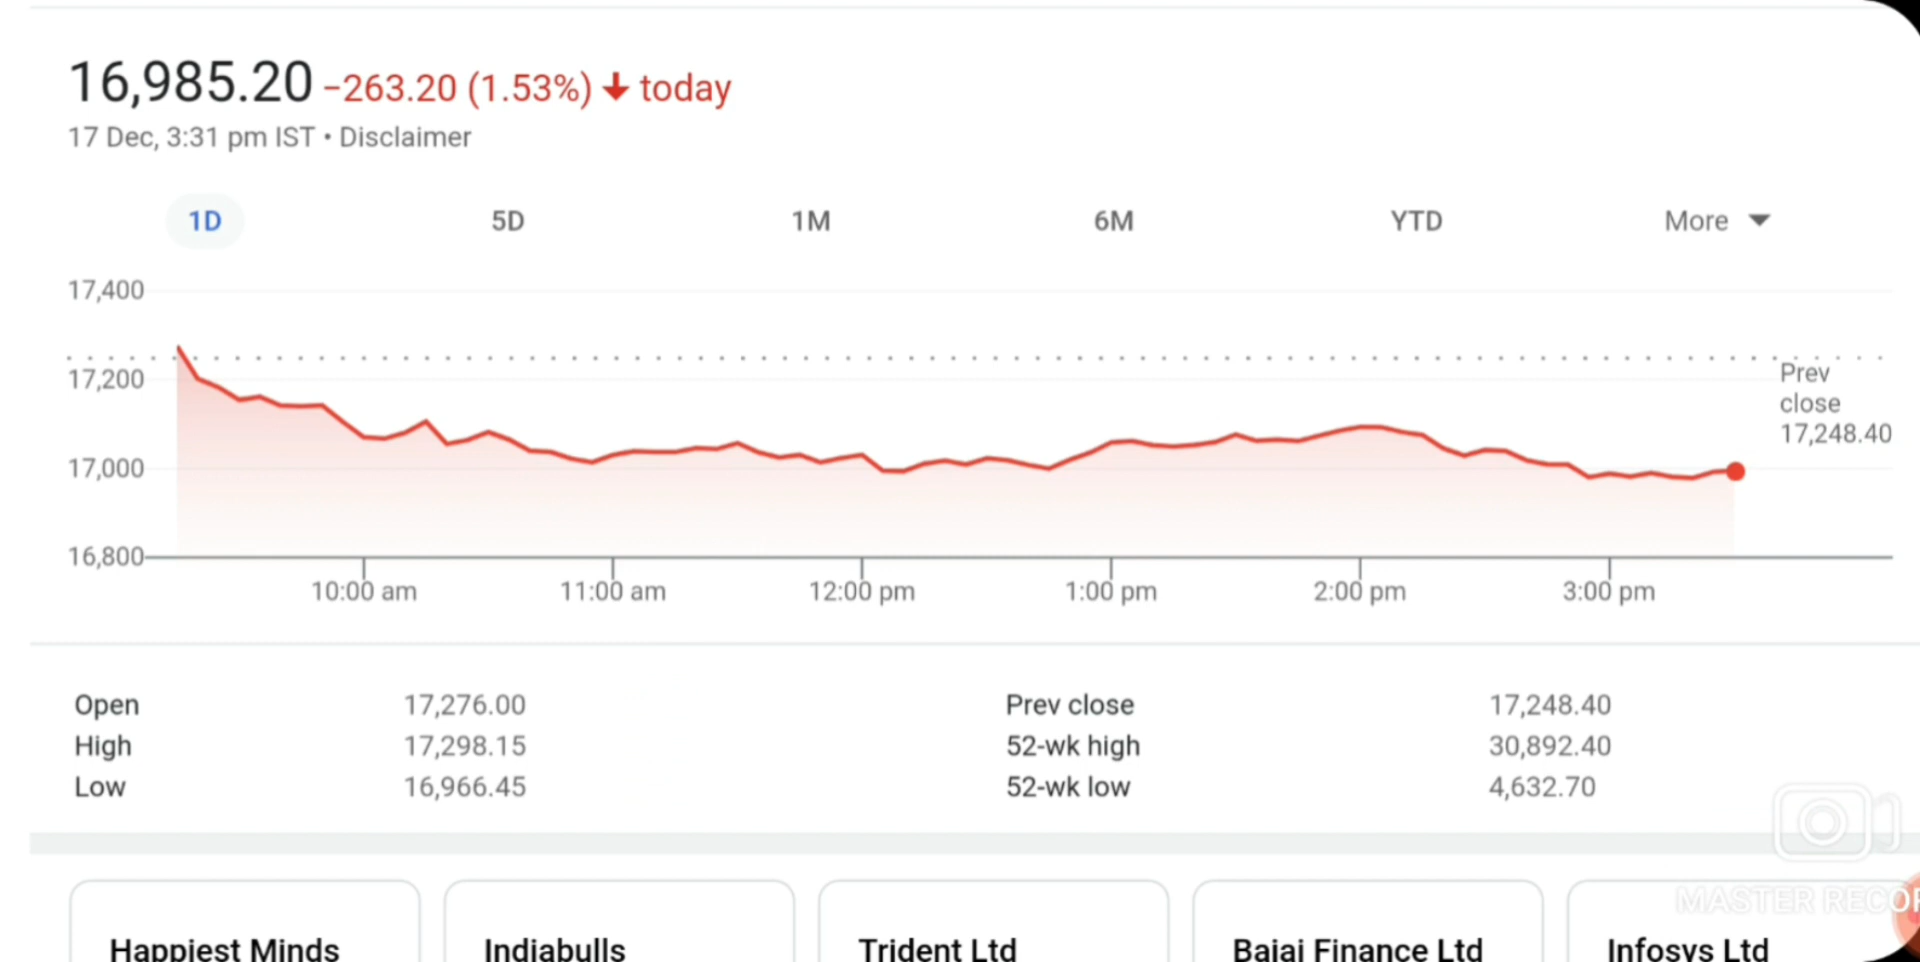 16,985.20 −263.20 (1.53%) ↓ today
17 Dec, 3:31 pm IST • Disclaimer
1D 5D 1M 6M YTD More
17,400
17,200
17,000
16,800
Prev
close
17,248.40
10:00 am 11:00 am 12:00 pm 1:00 pm 2:00 pm 3:00 pm
Open 17,276.00 Prev close 17,248.40
High 17,298.15 52-wk high 30,892.40
Low 16,966.45 52-wk low 4,632.70
MASTER RECOR
Happiest Minds Indiabulls Trident Ltd Bajaj Finance Ltd Infosys Ltd